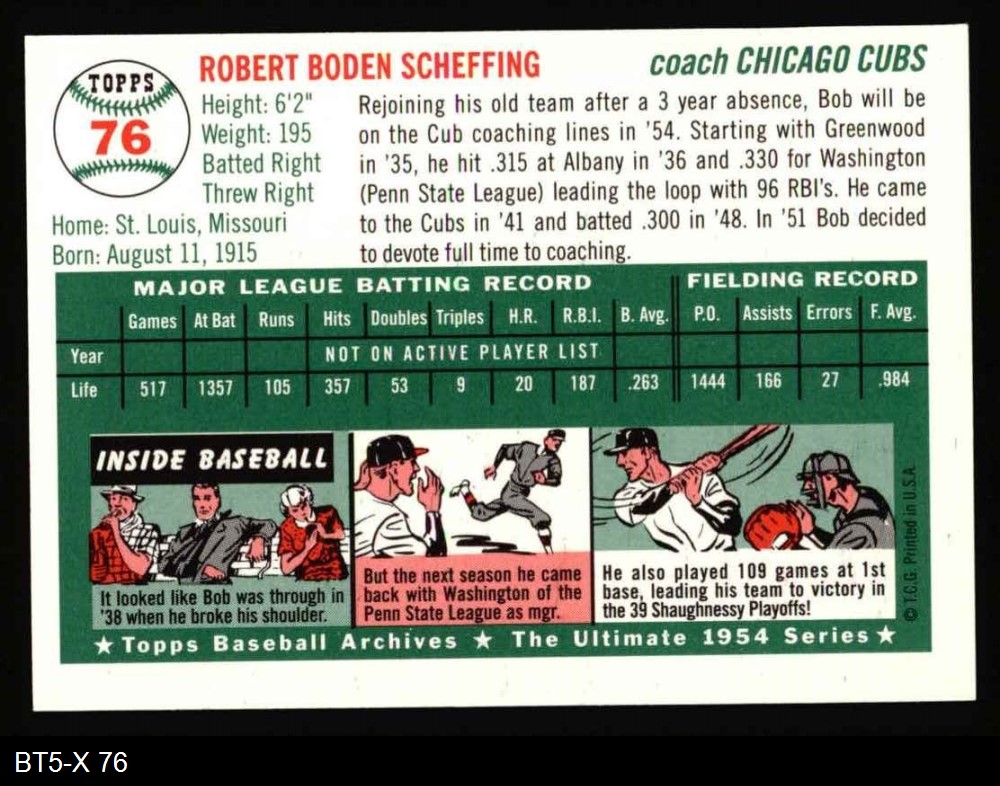 TOPPS
76
ROBERT BODEN SCHEFFING
coach CHICAGO CUBS
Height: 6'2"
Weight: 195
Batted Right
Threw Right
Home: St. Louis, Missouri
Born: August 11, 1915
Rejoining his old team after a 3 year absence, Bob will be
on the Cub coaching lines in '54. Starting with Greenwood
in '35, he hit .315 at Albany in '36 and .330 for Washington
(Penn State League) leading the loop with 96 RBI's. He came
to the Cubs in '41 and batted .300 in '48. In '51 Bob decided
to devote full time to coaching.
MAJOR LEAGUE BATTING RECORD FIELDING RECORD
Games At Bat Runs Hits Doubles Triples H.R. R.B.I. B. Avg. P.O. Assists Errors F. Avg.
Year NOT ON ACTIVE PLAYER LIST
Life 517 1357 105 357 53 9 20 187 .263 1444 166 27 .984
INSIDE BASEBALL
It looked like Bob was through in
'38 when he broke his shoulder.
But the next season he came
back with Washington of the
Penn State League as mgr.
He also played 109 games at 1st
base, leading his team to victory in
the 39 Shaughnessy Playoffs!
© T.C.G. Printed in U.S.A.
★ Topps Baseball Archives ★ The Ultimate 1954 Series ★
BT5-X 76